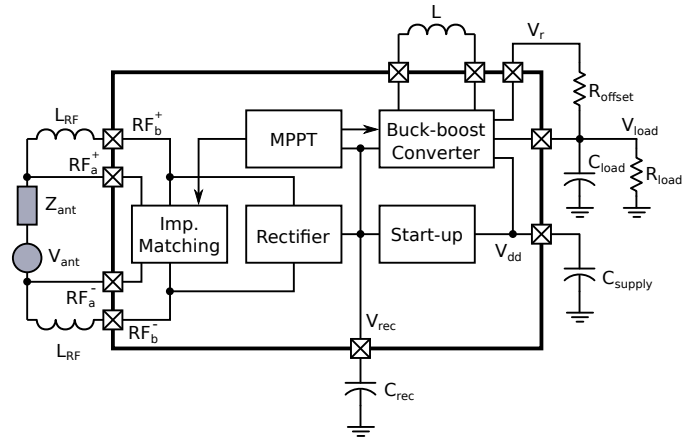 L
V_r
L_RF
RF_b^+
R_offset
MPPT
Buck-boost
Converter
V_load
RF_a^+
C_load
R_load
Z_ant
Imp.
Matching
Rectifier
Start-up
V_ant
V_dd
C_supply
RF_a^-
V_rec
RF_b^-
L_RF
C_rec